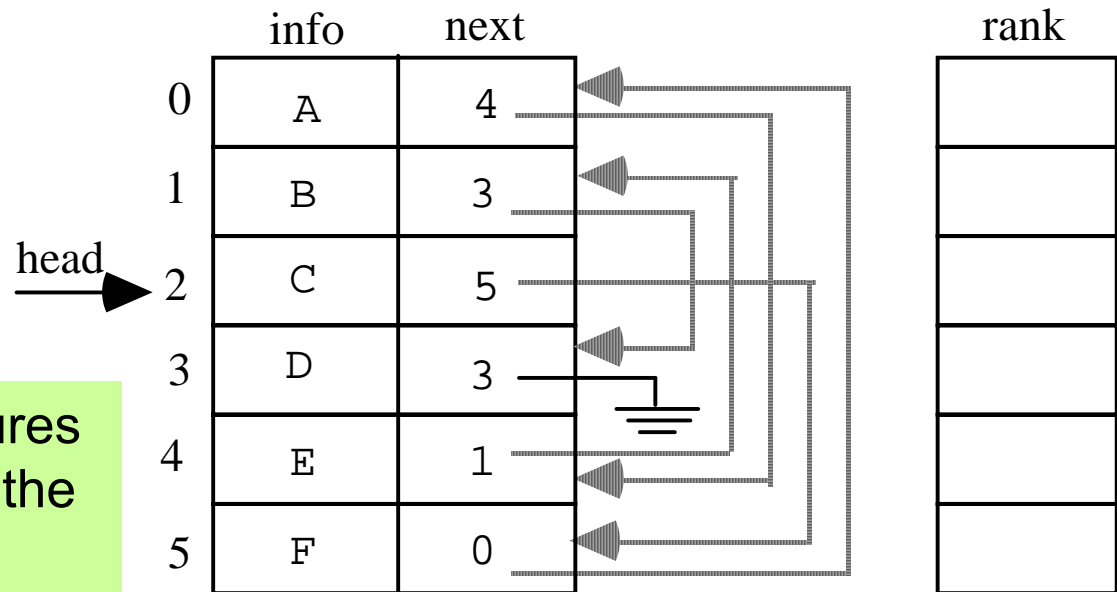 info next rank
0 A 4
1 B 3
head 2 C 5
3 D 3
ures
4 E 1
the
5 F 0